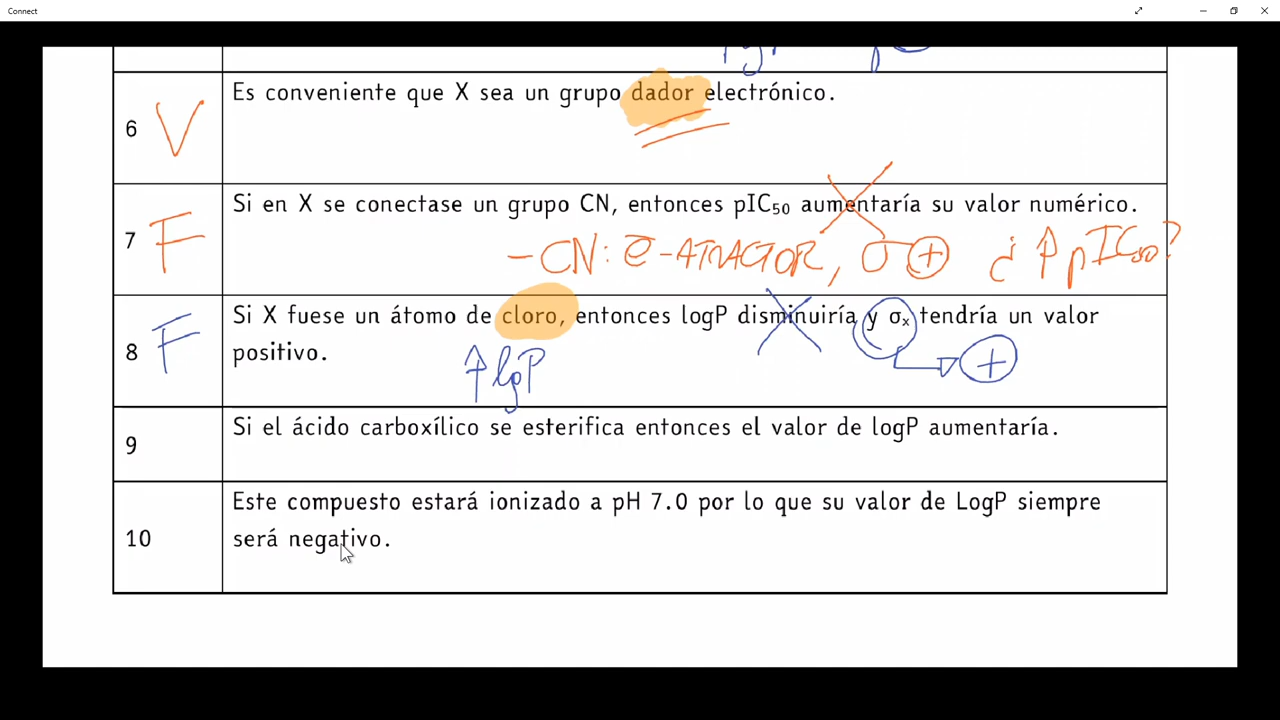 Connect
6 V Es conveniente que X sea un grupo dador electrónico.
7 F Si en X se conectase un grupo CN, entonces pIC₅₀ aumentaría su valor numérico.
- CN: e-ATRACTOR, σ + ¿↑ pIC50?
8 F Si X fuese un átomo de cloro, entonces logP disminuiría y σₓ tendría un valor
positivo.
↑ lgP +
9 Si el ácido carboxílico se esterifica entonces el valor de logP aumentaría.
10 Este compuesto estará ionizado a pH 7.0 por lo que su valor de LogP siempre
será negativo.